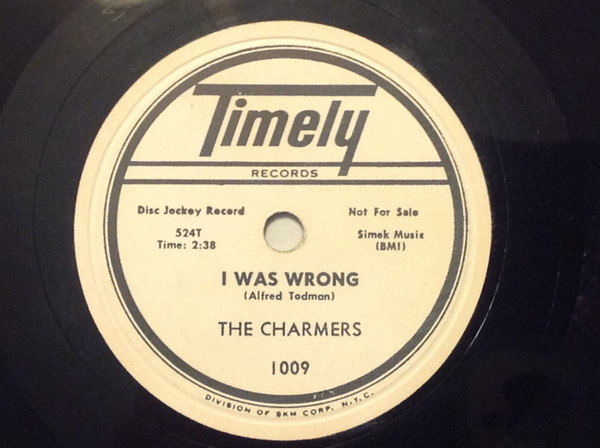 Timely
RECORDS
Disc Jockey Record
Not For Sale
524T
Time: 2:38
Simek Music
(BMI)
I WAS WRONG
(Alfred Todman)
THE CHARMERS
1009
DIVISION OF SKM CORP. N.Y.C.